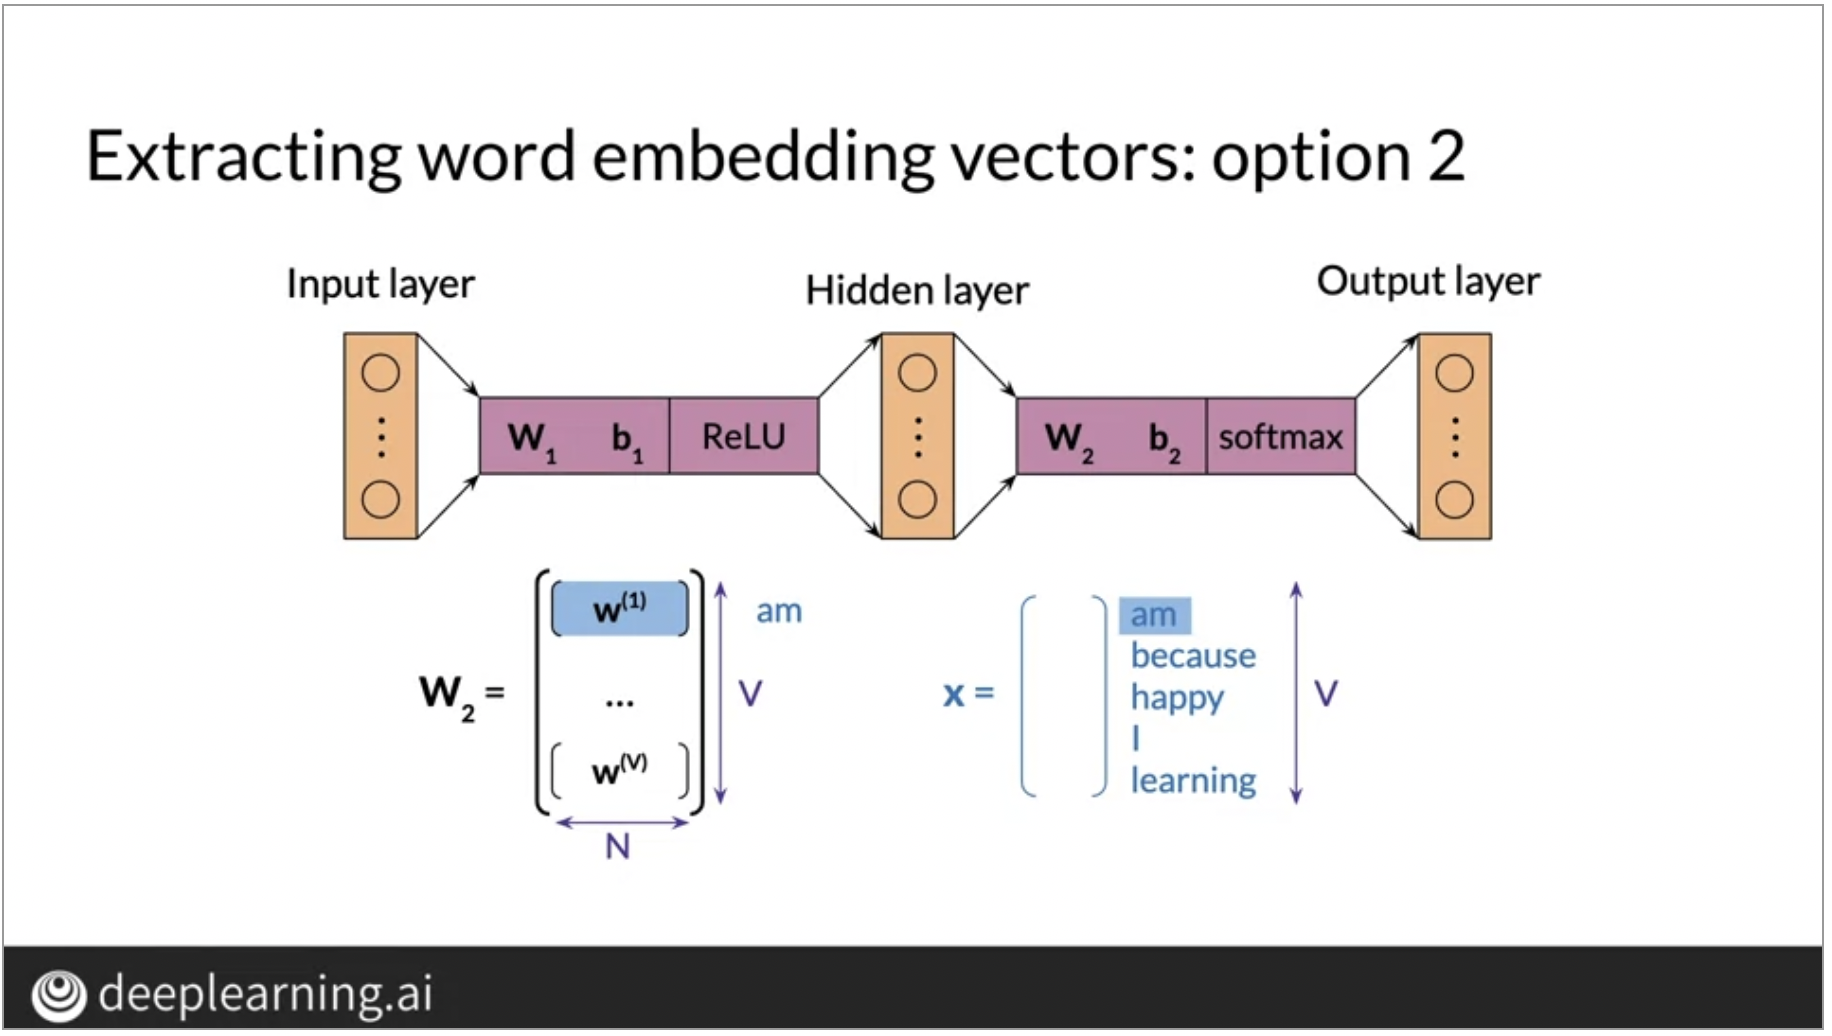 Extracting word embedding vectors: option 2
Input layer
Hidden layer
Output layer
W₁ b₁ ReLU
W₂ b₂ softmax
W₂ =
w⁽¹⁾
...
w⁽ⱽ⁾
am
V
N
x =
am
because
happy
I
learning
V
deeplearning.ai